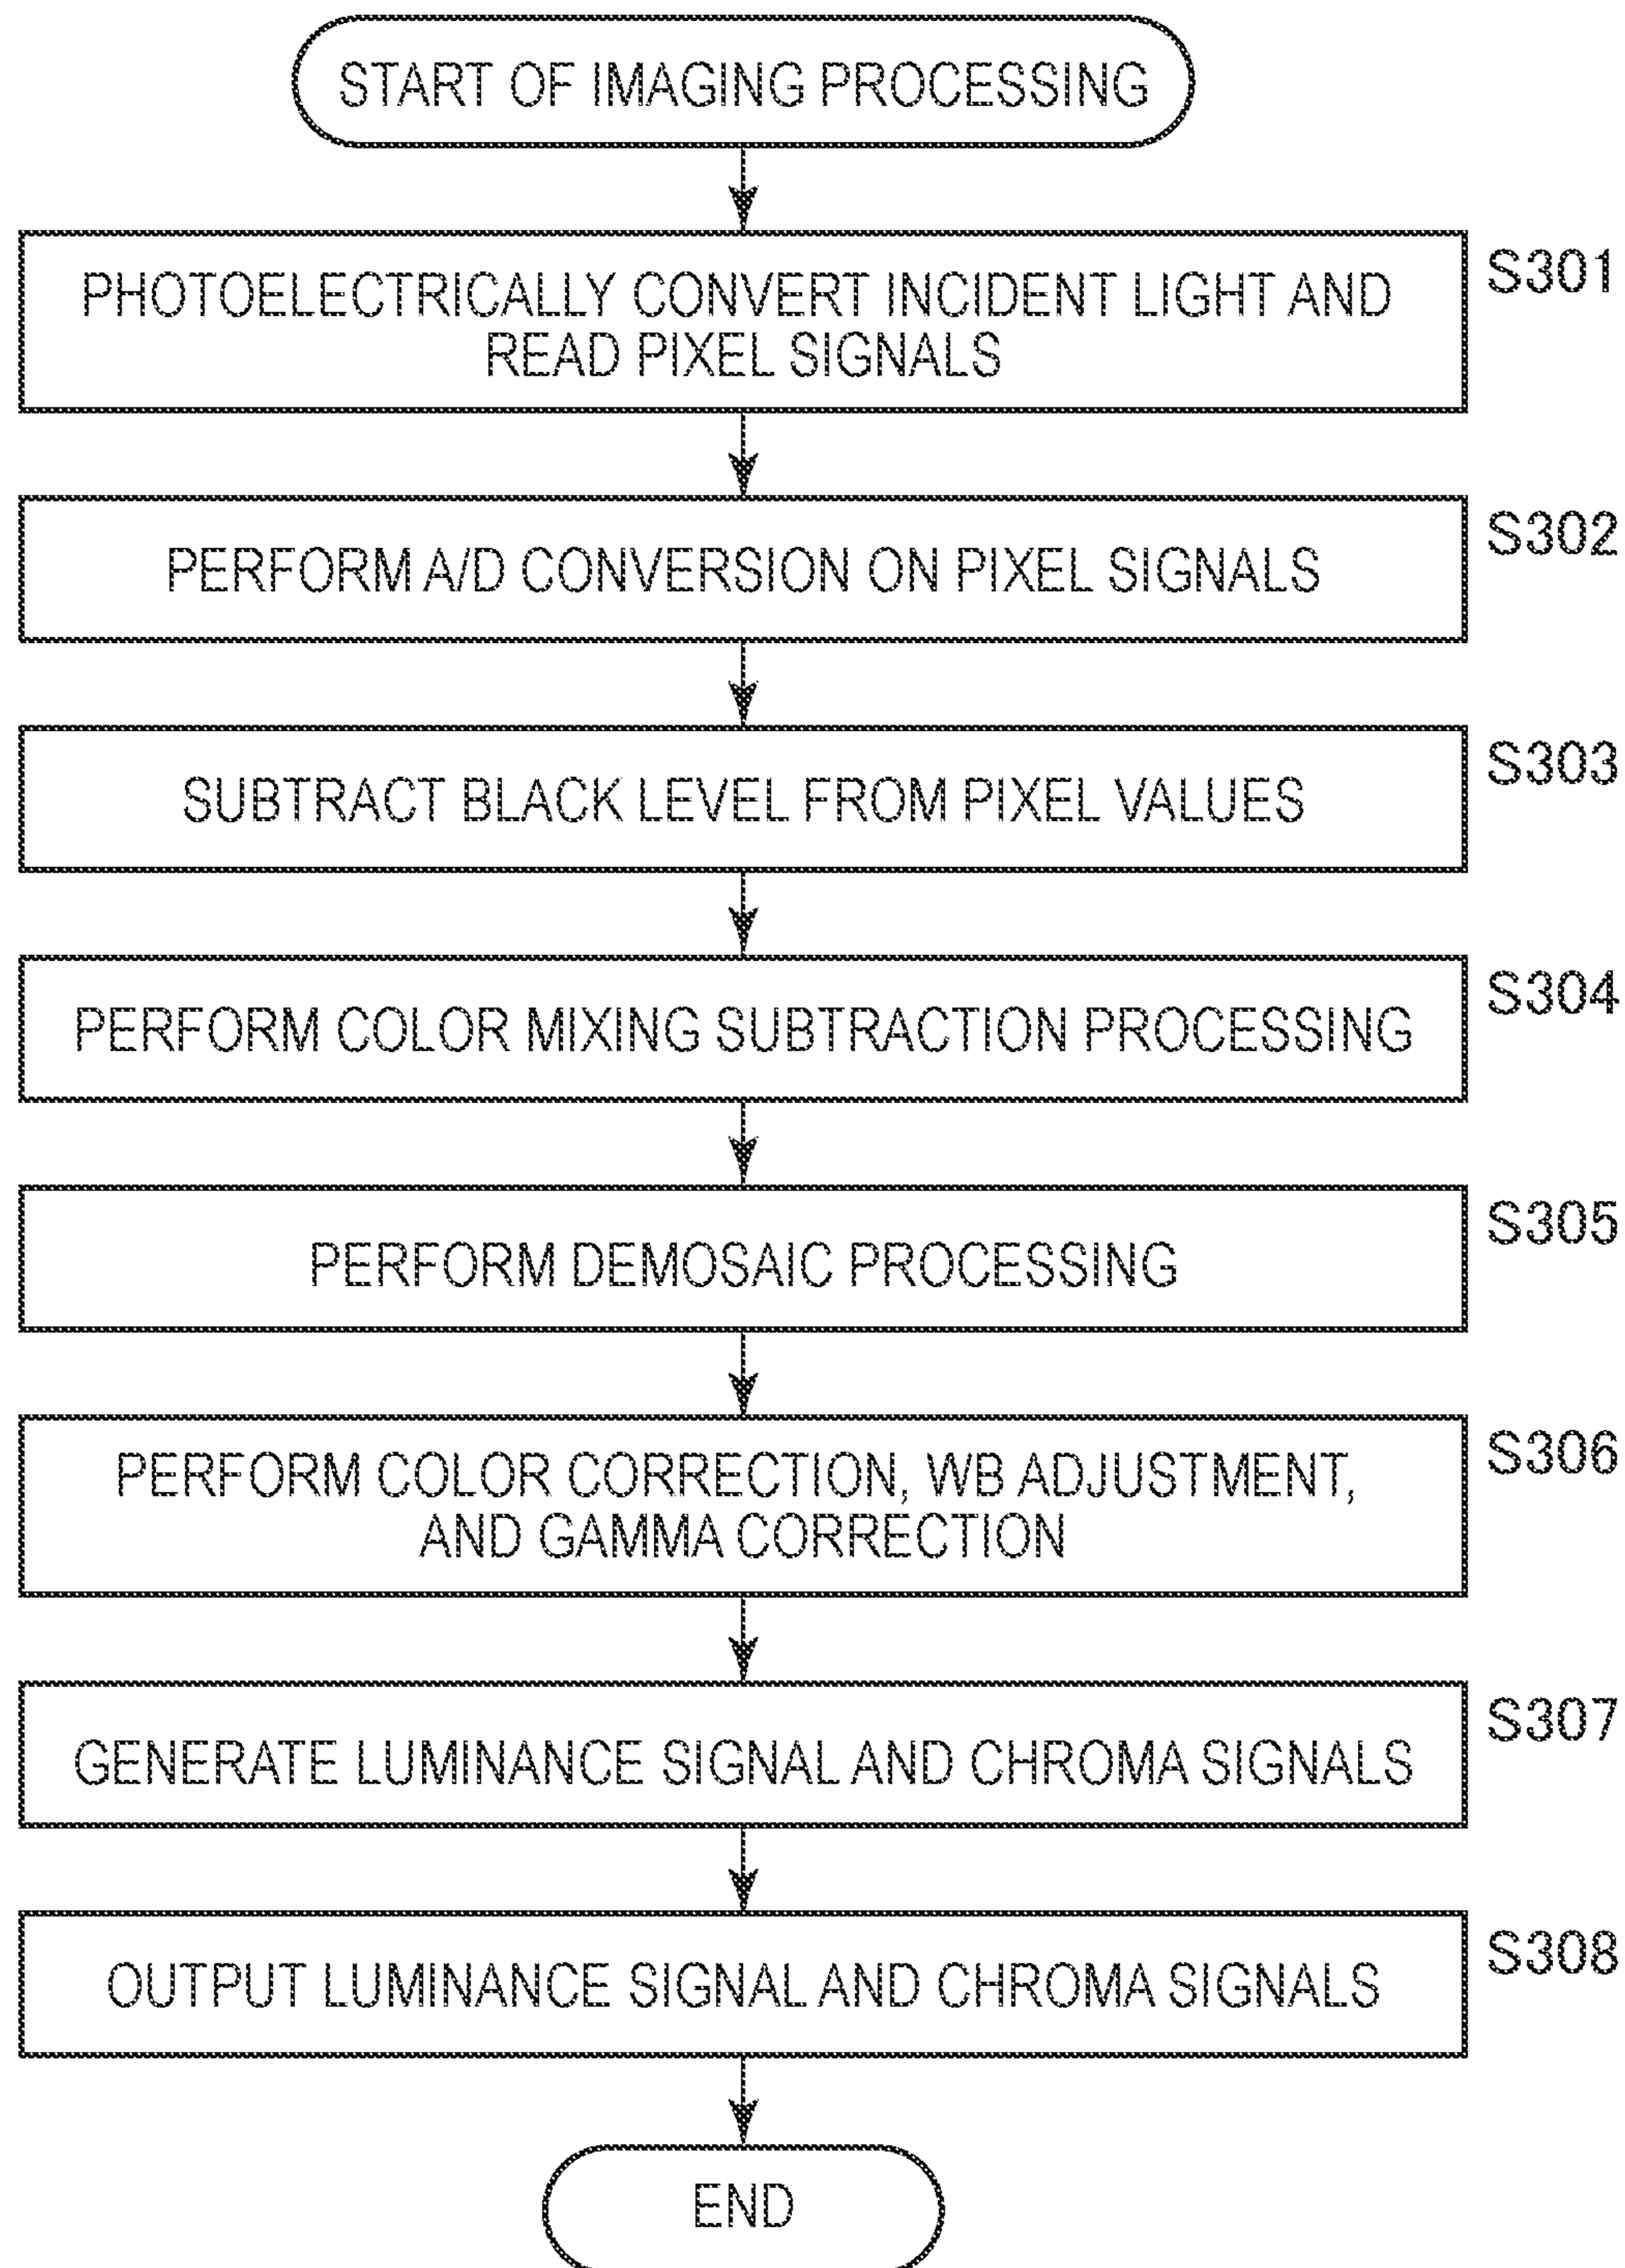 START OF IMAGING PROCESSING
PHOTOELECTRICALLY CONVERT INCIDENT LIGHT AND
READ PIXEL SIGNALS
S301
PERFORM A/D CONVERSION ON PIXEL SIGNALS
S302
SUBTRACT BLACK LEVEL FROM PIXEL VALUES
S303
PERFORM COLOR MIXING SUBTRACTION PROCESSING
S304
PERFORM DEMOSAIC PROCESSING
S305
PERFORM COLOR CORRECTION, WB ADJUSTMENT,
AND GAMMA CORRECTION
S306
GENERATE LUMINANCE SIGNAL AND CHROMA SIGNALS
S307
OUTPUT LUMINANCE SIGNAL AND CHROMA SIGNALS
S308
END